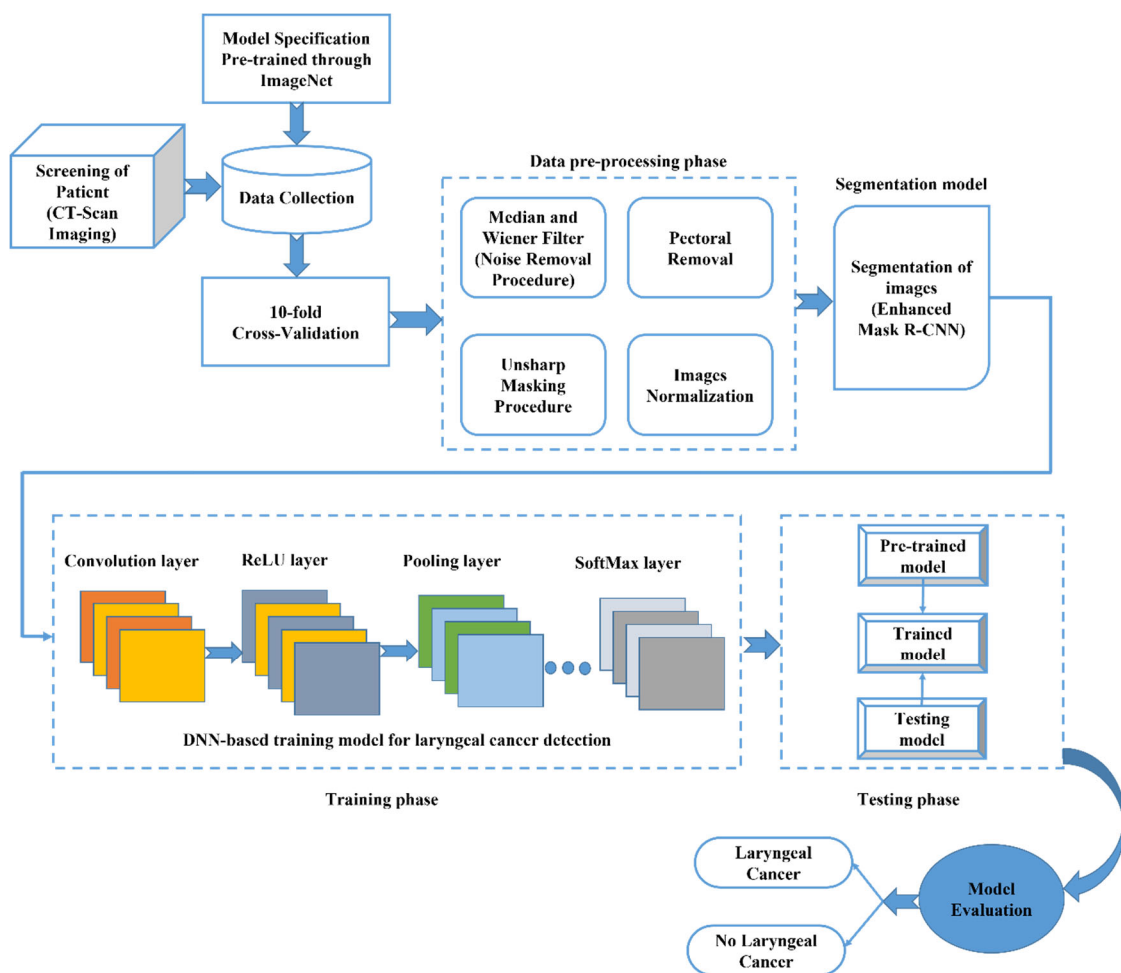 Model Specification
Pre-trained through
ImageNet
Screening of
Patient
(CT-Scan
Imaging)
Data Collection
10-fold
Cross-Validation
Data pre-processing phase
Median and
Wiener Filter
(Noise Removal
Procedure)
Pectoral
Removal
Unsharp
Masking
Procedure
Images
Normalization
Segmentation model
Segmentation of
images
(Enhanced
Mask R-CNN)
Convolution layer
ReLU layer
Pooling layer
SoftMax layer
DNN-based training model for laryngeal cancer detection
Training phase
Pre-trained
model
Trained
model
Testing
model
Testing phase
Laryngeal
Cancer
No Laryngeal
Cancer
Model
Evaluation